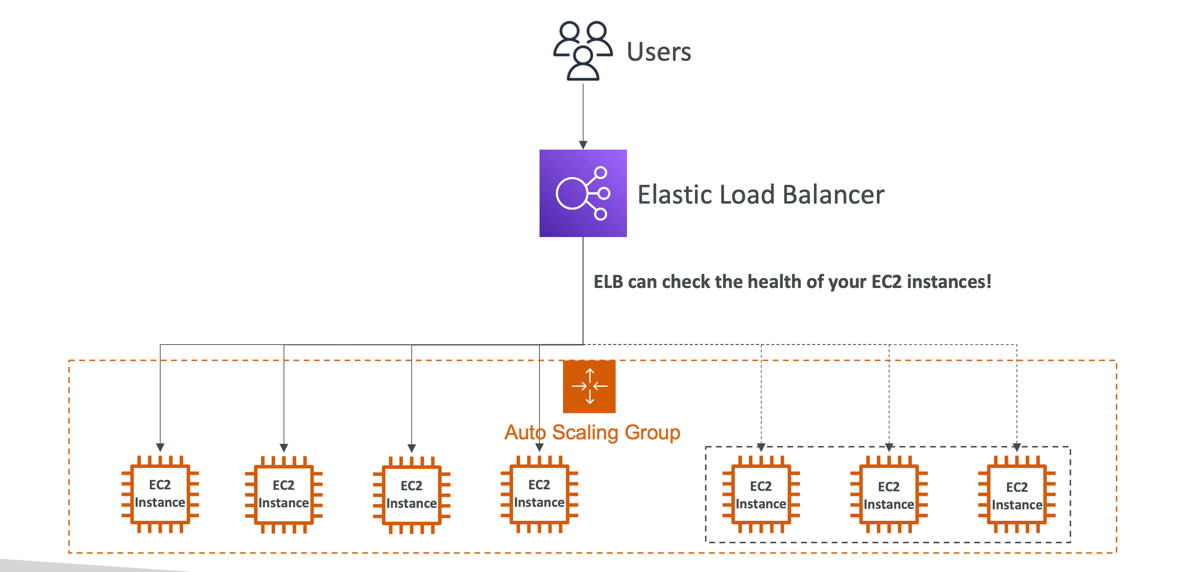 Users
Elastic Load Balancer
ELB can check the health of your EC2 instances!
Auto Scaling Group
EC2
Instance
EC2
Instance
EC2
Instance
EC2
Instance
EC2
Instance
EC2
Instance
EC2
Instance